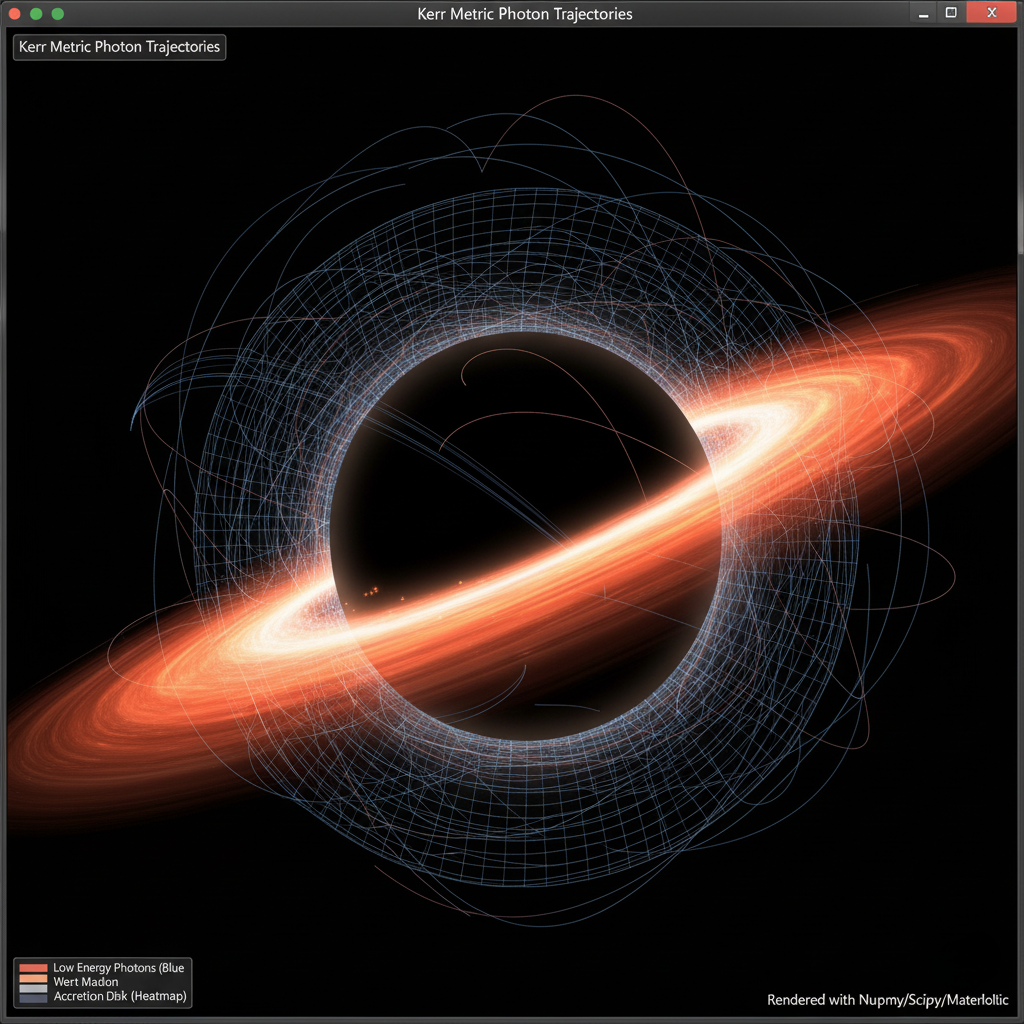 Kerr Metric Photon Trajectories
X
Kerr Metric Photon Trajectories
Low Energy Photons (Blue
Wert Madon
Accretion Dbk (Heatmap)
Rendered with Nupmy/Scipy/Materloltic